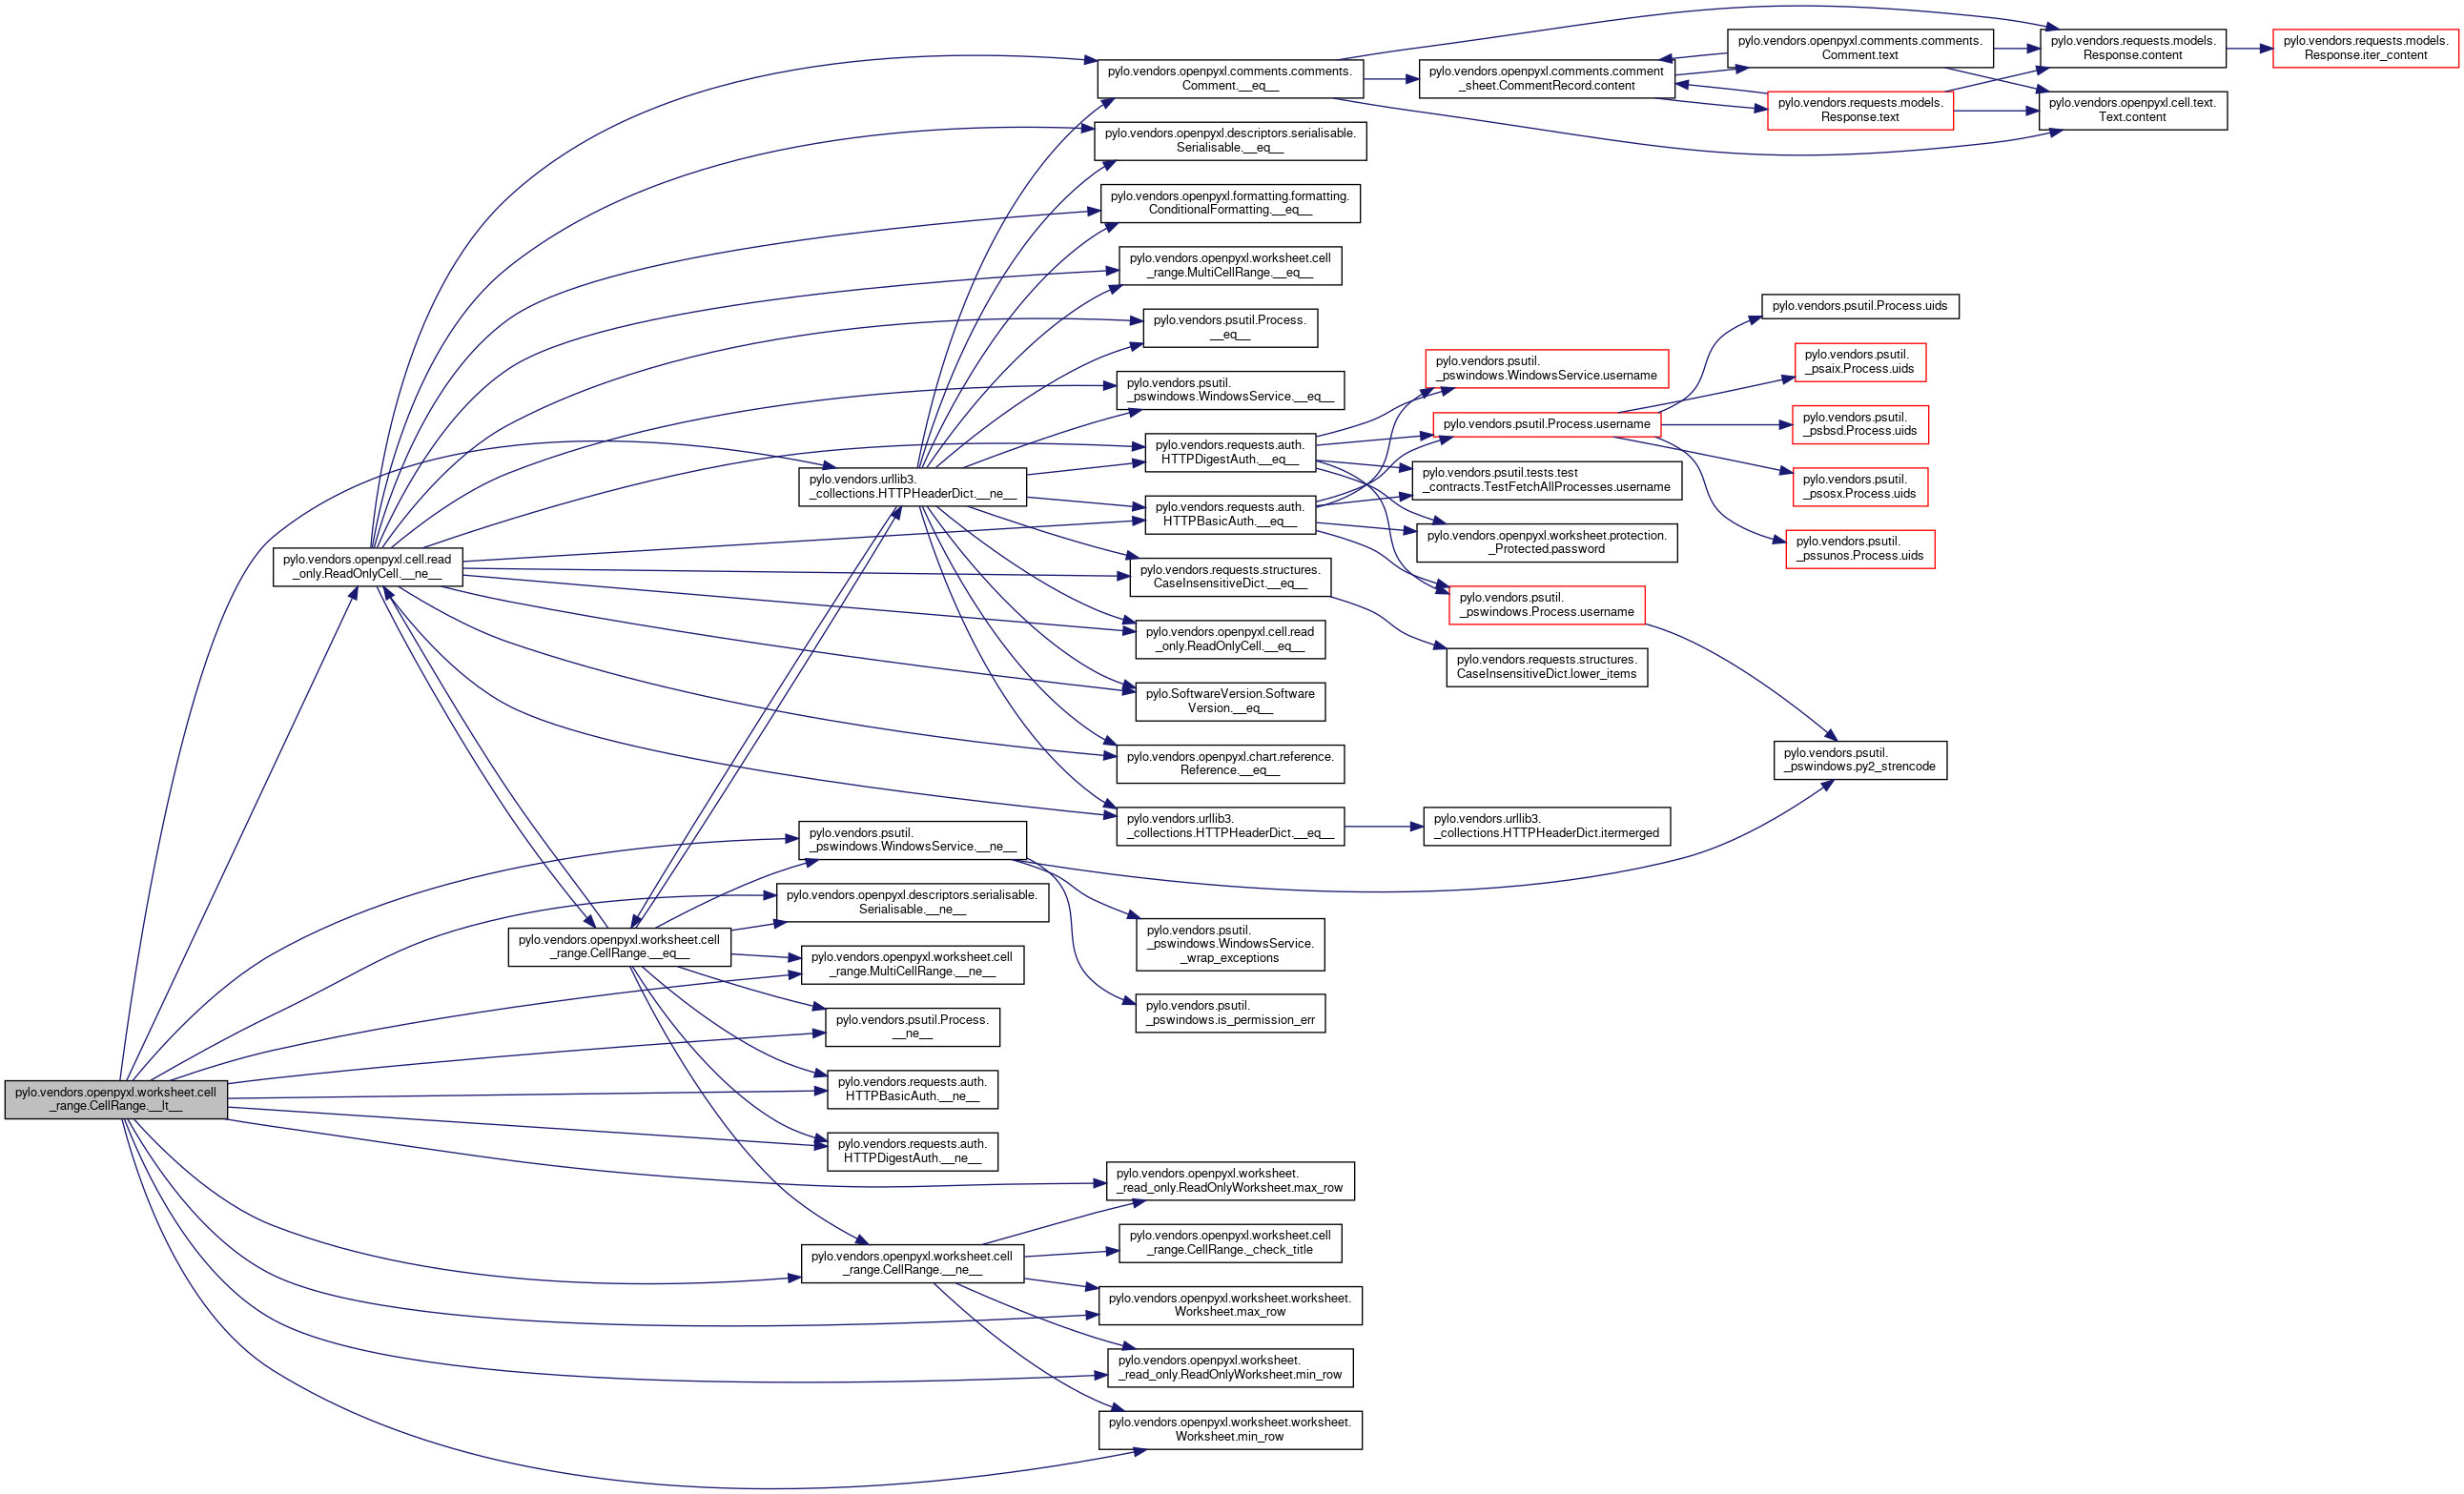 pylo.vendors.openpyxl.comments.comments.
Comment.__eq__
pylo.vendors.openpyxl.comments.comment
_sheet.CommentRecord.content
pylo.vendors.openpyxl.comments.comments.
Comment.text
pylo.vendors.requests.models.
Response.text
pylo.vendors.requests.models.
Response.content
pylo.vendors.openpyxl.cell.text.
Text.content
pylo.vendors.requests.models.
Response.iter_content
pylo.vendors.openpyxl.descriptors.serialisable.
Serialisable.__eq__
pylo.vendors.openpyxl.formatting.formatting.
ConditionalFormatting.__eq__
pylo.vendors.openpyxl.worksheet.cell
_range.MultiCellRange.__eq__
pylo.vendors.psutil.Process.
__eq__
pylo.vendors.psutil.
_pswindows.WindowsService.__eq__
pylo.vendors.requests.auth.
HTTPDigestAuth.__eq__
pylo.vendors.requests.auth.
HTTPBasicAuth.__eq__
pylo.vendors.requests.structures.
CaseInsensitiveDict.__eq__
pylo.vendors.openpyxl.cell.read
_only.ReadOnlyCell.__eq__
pylo.SoftwareVersion.Software
Version.__eq__
pylo.vendors.openpyxl.chart.reference.
Reference.__eq__
pylo.vendors.urllib3.
_collections.HTTPHeaderDict.__eq__
pylo.vendors.psutil.
_pswindows.WindowsService.username
pylo.vendors.psutil.Process.username
pylo.vendors.psutil.tests.test
_contracts.TestFetchAllProcesses.username
pylo.vendors.openpyxl.worksheet.protection.
_Protected.password
pylo.vendors.psutil.
_pswindows.Process.username
pylo.vendors.requests.structures.
CaseInsensitiveDict.lower_items
pylo.vendors.urllib3.
_collections.HTTPHeaderDict.itermerged
pylo.vendors.psutil.Process.uids
pylo.vendors.psutil.
_psaix.Process.uids
pylo.vendors.psutil.
_psbsd.Process.uids
pylo.vendors.psutil.
_psosx.Process.uids
pylo.vendors.psutil.
_pssunos.Process.uids
pylo.vendors.psutil.
_pswindows.py2_strencode
pylo.vendors.urllib3.
_collections.HTTPHeaderDict.__ne__
pylo.vendors.openpyxl.cell.read
_only.ReadOnlyCell.__ne__
pylo.vendors.psutil.
_pswindows.WindowsService.__ne__
pylo.vendors.openpyxl.descriptors.serialisable.
Serialisable.__ne__
pylo.vendors.openpyxl.worksheet.cell
_range.CellRange.__eq__
pylo.vendors.openpyxl.worksheet.cell
_range.MultiCellRange.__ne__
pylo.vendors.psutil.
_pswindows.WindowsService.
_wrap_exceptions
pylo.vendors.psutil.
_pswindows.is_permission_err
pylo.vendors.psutil.Process.
__ne__
pylo.vendors.requests.auth.
HTTPBasicAuth.__ne__
pylo.vendors.openpyxl.worksheet.cell
_range.CellRange.__lt__
pylo.vendors.requests.auth.
HTTPDigestAuth.__ne__
pylo.vendors.openpyxl.worksheet.
_read_only.ReadOnlyWorksheet.max_row
pylo.vendors.openpyxl.worksheet.cell
_range.CellRange.__ne__
pylo.vendors.openpyxl.worksheet.cell
_range.CellRange._check_title
pylo.vendors.openpyxl.worksheet.worksheet.
Worksheet.max_row
pylo.vendors.openpyxl.worksheet.
_read_only.ReadOnlyWorksheet.min_row
pylo.vendors.openpyxl.worksheet.worksheet.
Worksheet.min_row